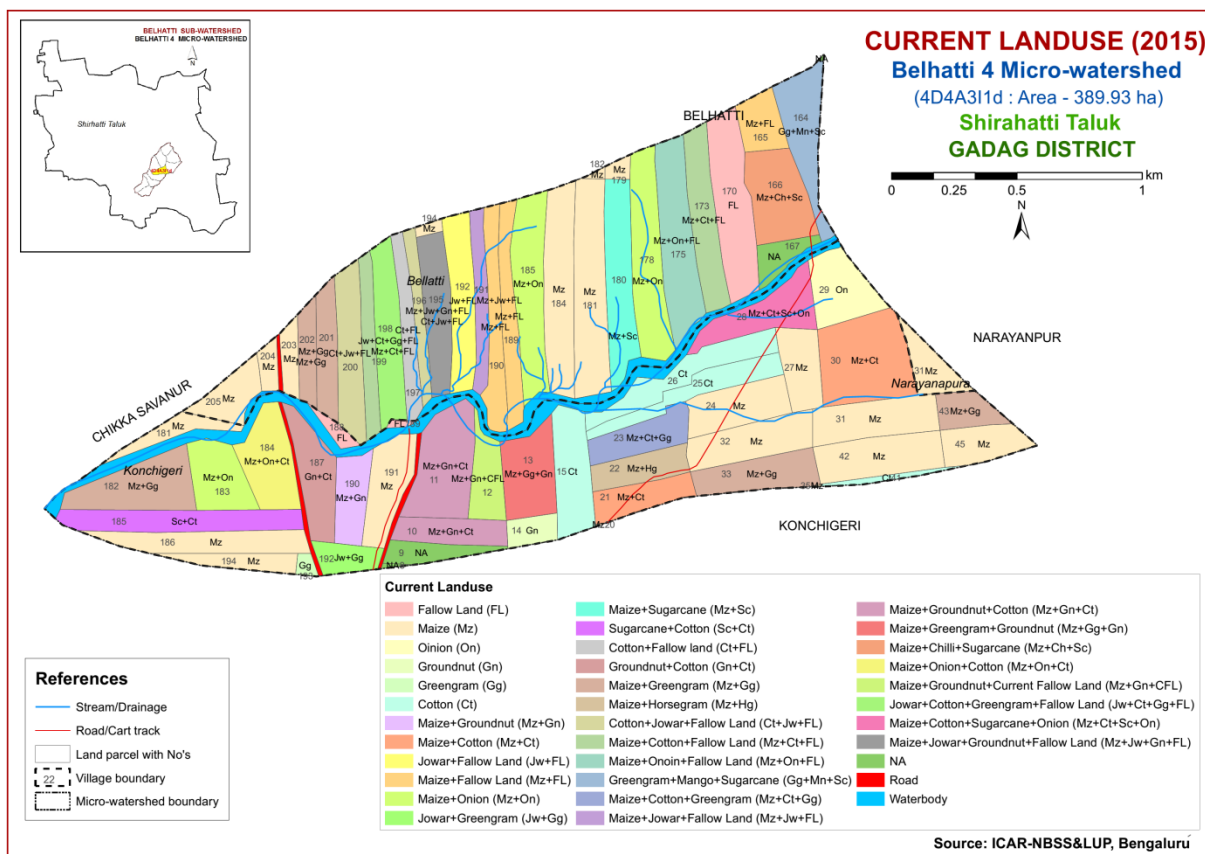 BELHATTI SUB-WATERSHED
BELHATTI 4 MICRO-WATERSHED
N
Shirhatti Taluk
CURRENT LANDUSE (2015)
Belhatti 4 Micro-watershed
(4D4A3I1d : Area - 389.93 ha)
Shirahatti Taluk
GADAG DISTRICT
km
0 0.25 0.5 1
N
NA
BELHATTI
164
Gg+Mn+Sc
Mz+FL
165
166
Mz+Ch+Sc
167
NA
170
FL
173
Mz+Ct+FL
Mz+On+FL
175
178
Mz+On
182
Mz
179
180
Mz+Sc
Mz
181
Mz
184
185
Mz+On
Mz+FL
Mz+FL
189
190
191
Mz+Jw+FL
192
Jw+FL
194
Mz
195
Mz+Jw+Gn+FL
196
Ct+Jw+FL
Ct+FL
197
198
Jw+Ct+Gg+FL
Mz+Ct+FL
199
Ct+Jw+FL
200
201
202
Mz+Gg
Mz+Gg
203
Mz
204
Mz
205 Mz
Bellatti
CHIKKA SAVANUR
181
Mz
Konchigeri
182
Mz+Gg
Mz+On
183
184
Mz+On+Ct
185 Sc+Ct
186 Mz
194 Mz
Gg
193
192 Jw+Gg
187
Gn+Ct
188
FL
190
Mz+Gn
191
Mz
FL
9 NA
10 Mz+Gn+Ct
Mz+Gn+Ct
11
Mz+Gn+CFL
12
13
Mz+Gg+Gn
14 Gn
15 Ct
Mz20
21 Mz+Ct
22 Mz+Hg
23 Mz+Ct+Gg
24 Mz
25 Ct
26 Ct
27 Mz
28
Mz+Ct+Sc+On
29 On
30 Mz+Ct
31 Mz
31 Mz
32 Mz
33 Mz+Gg
42 Mz
43 Mz+Gg
45 Mz
Narayanapura
NARAYANPUR
KONCHIGERI
References
Stream/Drainage
Road/Cart track
Land parcel with No's
22 Village boundary
Micro-watershed boundary
Current Landuse
Fallow Land (FL)
Maize (Mz)
Oinion (On)
Groundnut (Gn)
Greengram (Gg)
Cotton (Ct)
Maize+Groundnut (Mz+Gn)
Maize+Cotton (Mz+Ct)
Jowar+Fallow Land (Jw+FL)
Maize+Fallow Land (Mz+FL)
Maize+Onion (Mz+On)
Jowar+Greengram (Jw+Gg)
Maize+Sugarcane (Mz+Sc)
Sugarcane+Cotton (Sc+Ct)
Cotton+Fallow land (Ct+FL)
Groundnut+Cotton (Gn+Ct)
Maize+Greengram (Mz+Gg)
Maize+Horsegram (Mz+Hg)
Cotton+Jowar+Fallow Land (Ct+Jw+FL)
Maize+Cotton+Fallow Land (Mz+Ct+FL)
Maize+Onoin+Fallow Land (Mz+On+FL)
Greengram+Mango+Sugarcane (Gg+Mn+Sc)
Maize+Cotton+Greengram (Mz+Ct+Gg)
Maize+Jowar+Fallow Land (Mz+Jw+FL)
Maize+Groundnut+Cotton (Mz+Gn+Ct)
Maize+Greengram+Groundnut (Mz+Gg+Gn)
Maize+Chilli+Sugarcane (Mz+Ch+Sc)
Maize+Onion+Cotton (Mz+On+Ct)
Maize+Groundnut+Current Fallow Land (Mz+Gn+CFL)
Jowar+Cotton+Greengram+Fallow Land (Jw+Ct+Gg+FL)
Maize+Cotton+Sugarcane+Onion (Mz+Ct+Sc+On)
Maize+Jowar+Groundnut+Fallow Land (Mz+Jw+Gn+FL)
NA
Road
Waterbody
Source: ICAR-NBSS&LUP, Bengaluru